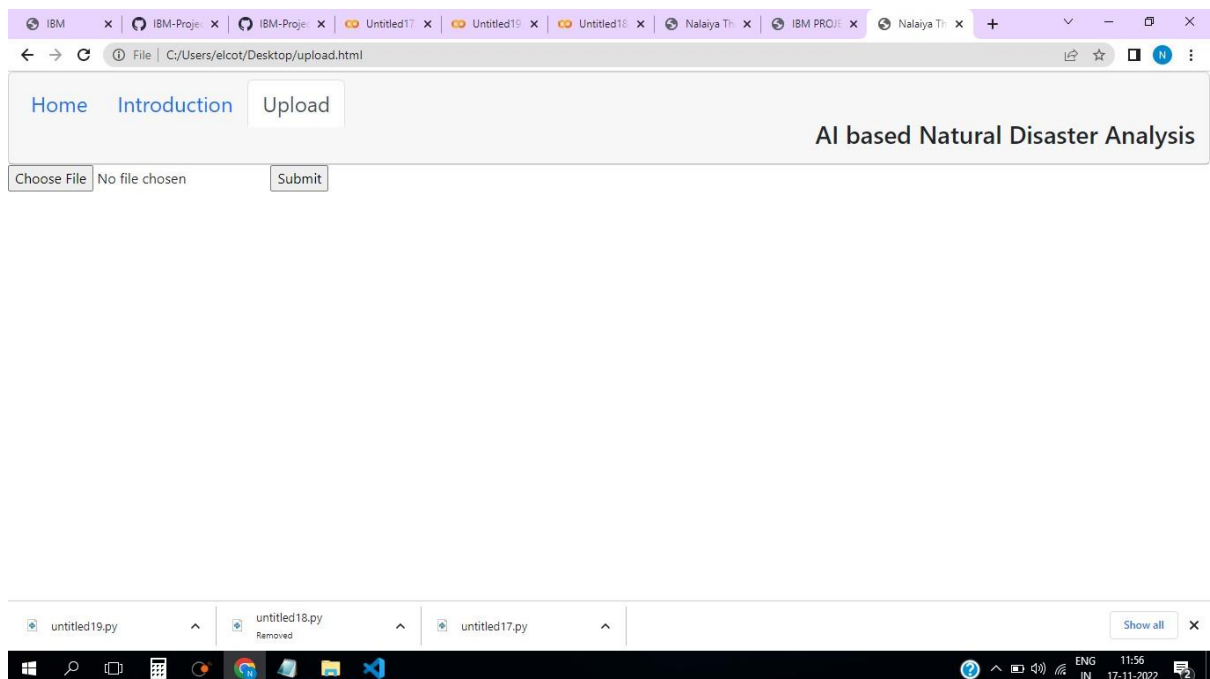 IBM IBM-Projec IBM-Projec Untitled17. Untitled19. Untitled18. Nalaiya Th IBM PROJE Nalaiya Th
File C:/Users/elcot/Desktop/upload.html N
Home Introduction Upload
AI based Natural Disaster Analysis
Choose File No file chosen Submit
untitled19.py untitled18.py untitled17.py Show all
Removed
ENG 11:56
IN 17-11-2022 2